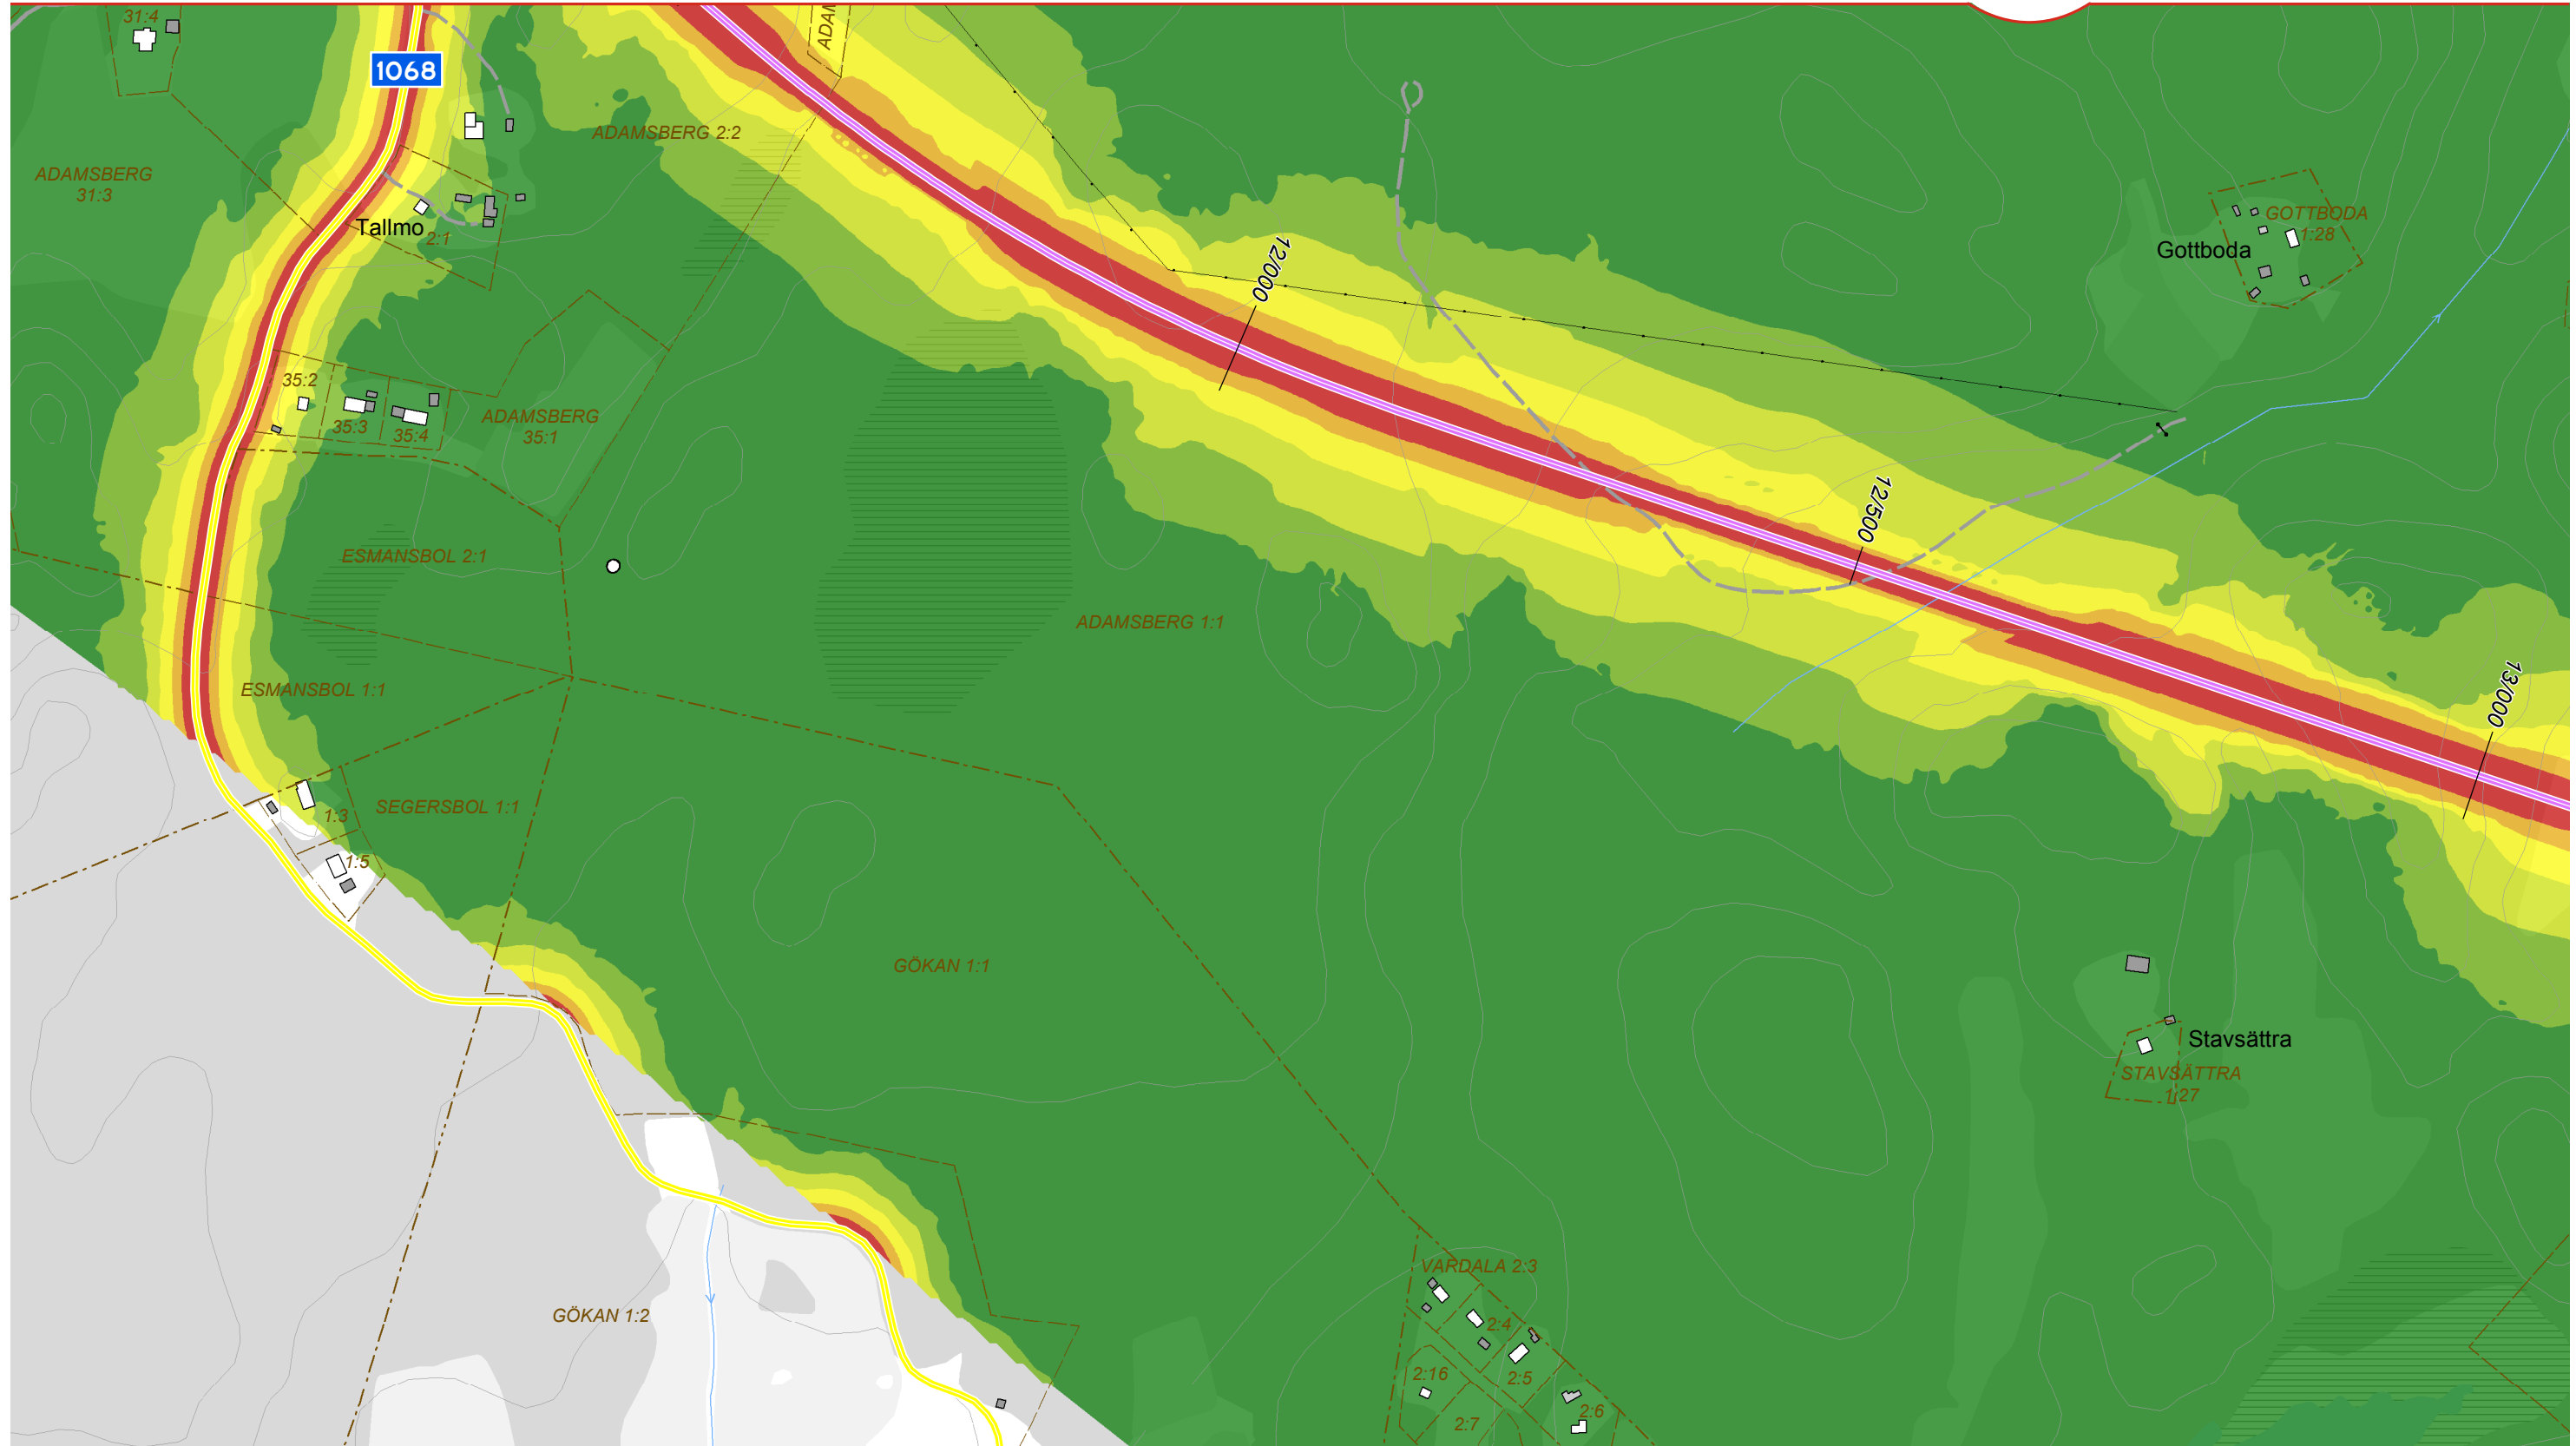 31:4
ADAM
1068
ADAMSBERG 2:2
ADAMSBERG
31:3
Tallmo
2:1
GOTTBODA
1:28
Gottboda
12/000
35:2
35:3
35:4
ADAMSBERG
35:1
12/500
ESMANSBOL 2:1
ADAMSBERG 1:1
ESMANSBOL 1:1
13/000
SEGERSBOL 1:1
1:3
1:5
GÖKAN 1:1
Stavsättra
STAVSÄTTRA
1:27
VARDALA 2:3
GÖKAN 1:2
2:4
2:16
2:5
2:6
2:7